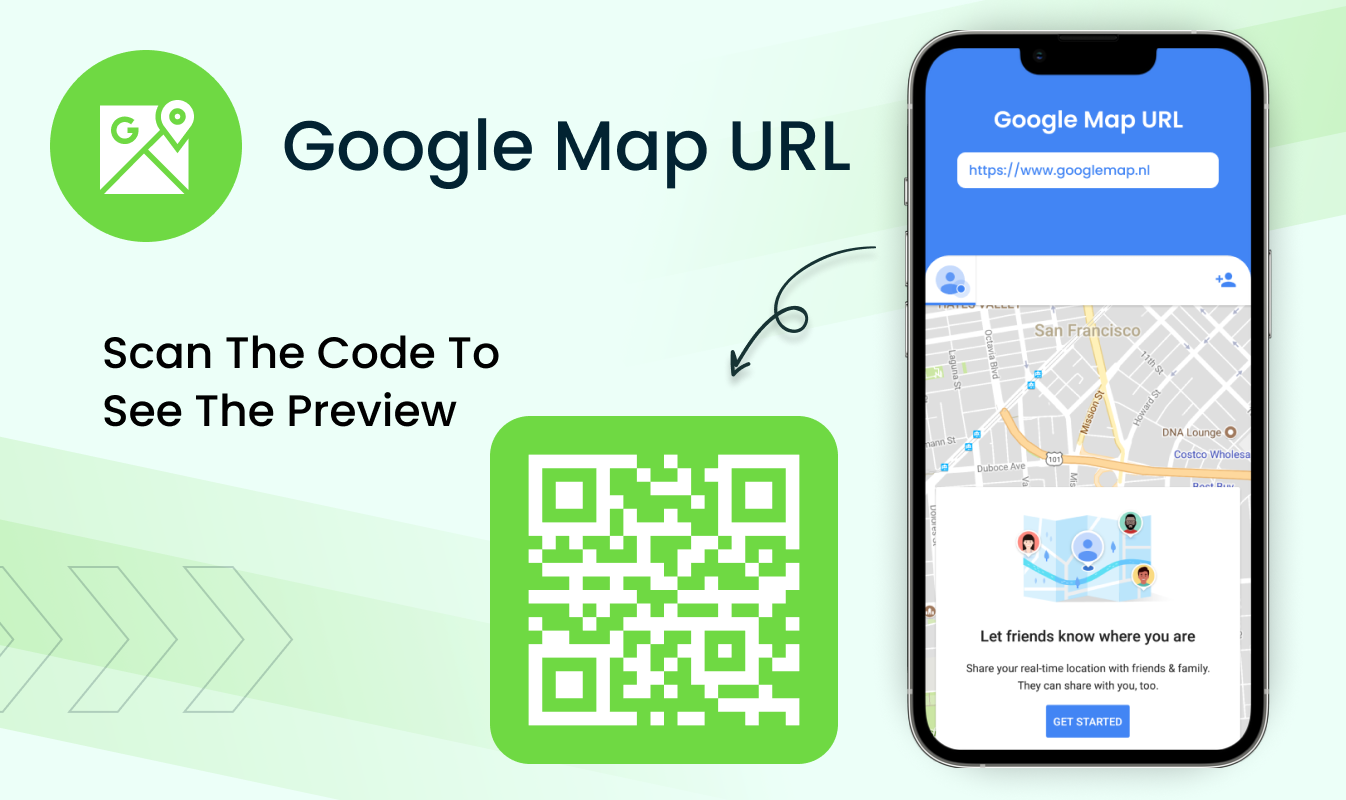 G
Google Map URL
Scan The Code To
See The Preview
Google Map URL
https://www.googlemap.nl
San Francisco
Octavia Blvd
Laguna St
11th St
Mission St
Howard St
DNA Lounge
mann St
Costco Wholesa
101
Duboce Ave
Best Buy
Let friends know where you are
Share your real-time location with friends & family.
They can share with you, too.
GET STARTED